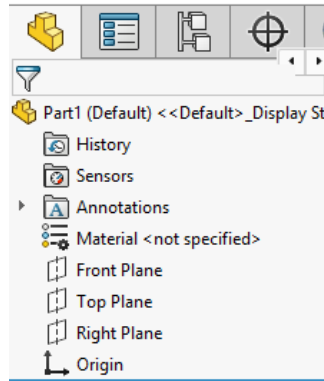 Part1 (Default) <<Default>_Display St
History
Sensors
A Annotations
Material <not specified>
Front Plane
Top Plane
Right Plane
Origin